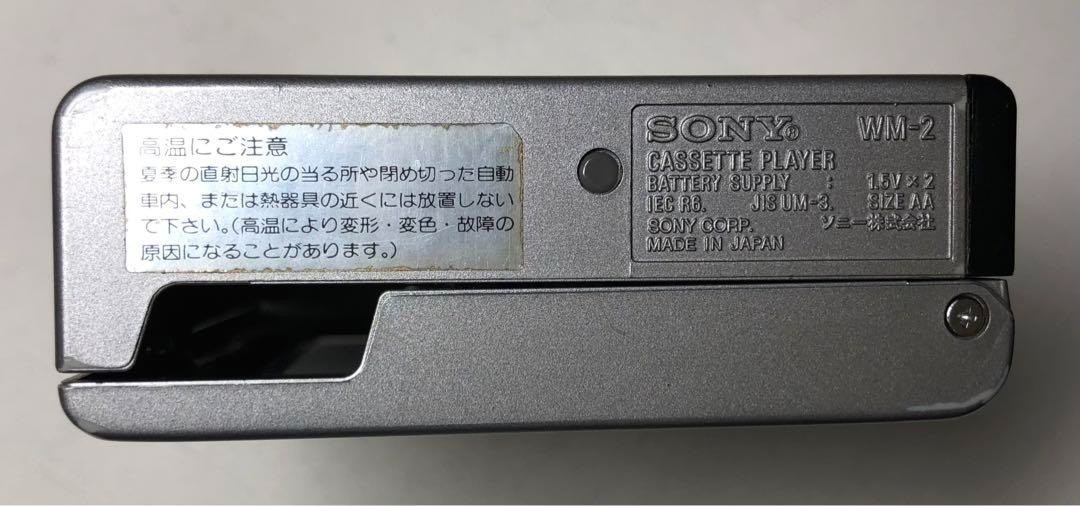 高温にご注意
夏季の直射日光の当る所や閉め切った自動
車内、または熱器具の近くには放置しない
で下さい。(高温により変形・変色・故障の
原因になることがあります。)
SONY® WM-2
CASSETTE PLAYER
BATTERY SUPPLY : 1.5V × 2
IEC R6. JIS UM-3. SIZE AA
SONY CORP. ソニー株式会社
MADE IN JAPAN